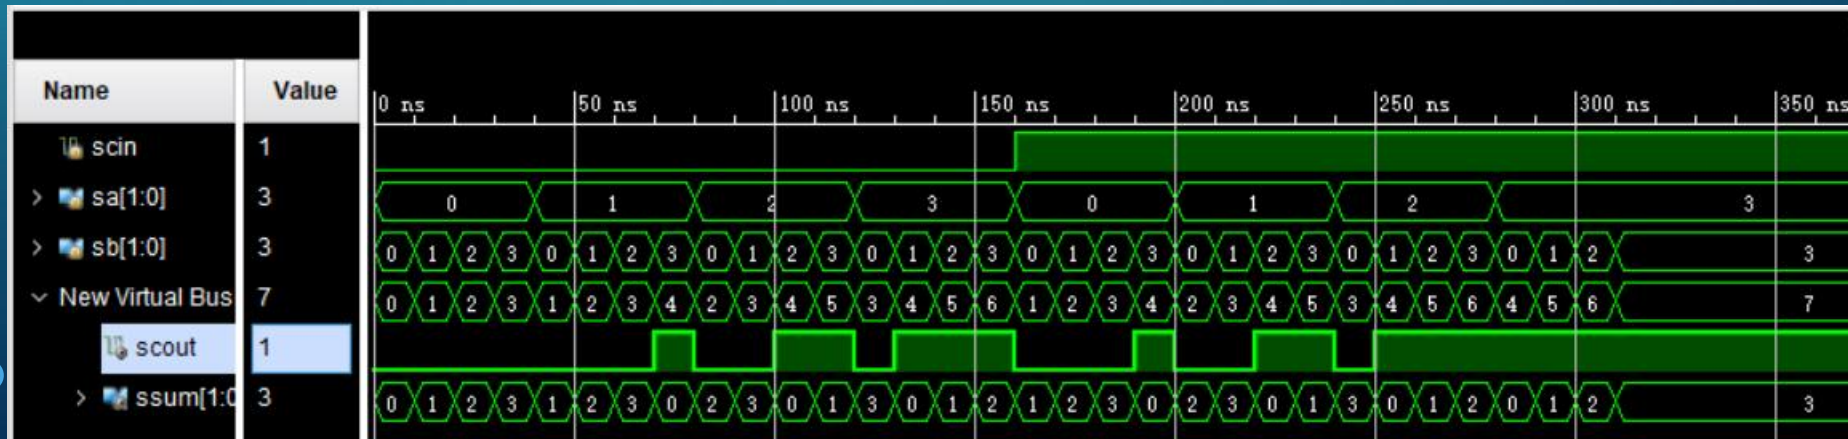 Name Value 0 ns 50 ns 100 ns 150 ns 200 ns 250 ns 300 ns 350 ns
scin 1
sa[1:0] 3 0 1 2 3 0 1 2 3
sb[1:0] 3 0 1 2 3 0 1 2 3 0 1 2 3 0 1 2 3 0 1 2 3 0 1 2 3 0 1 2 3 0 1 2 3
New Virtual Bus 7 0 1 2 3 1 2 3 4 2 3 4 5 3 4 5 6 1 2 3 4 2 3 4 5 3 4 5 6 4 5 6 7
scout 1
ssum[1:0 3 0 1 2 3 1 2 3 0 2 3 0 1 3 0 1 2 1 2 3 0 2 3 0 1 3 0 1 2 0 1 2 3